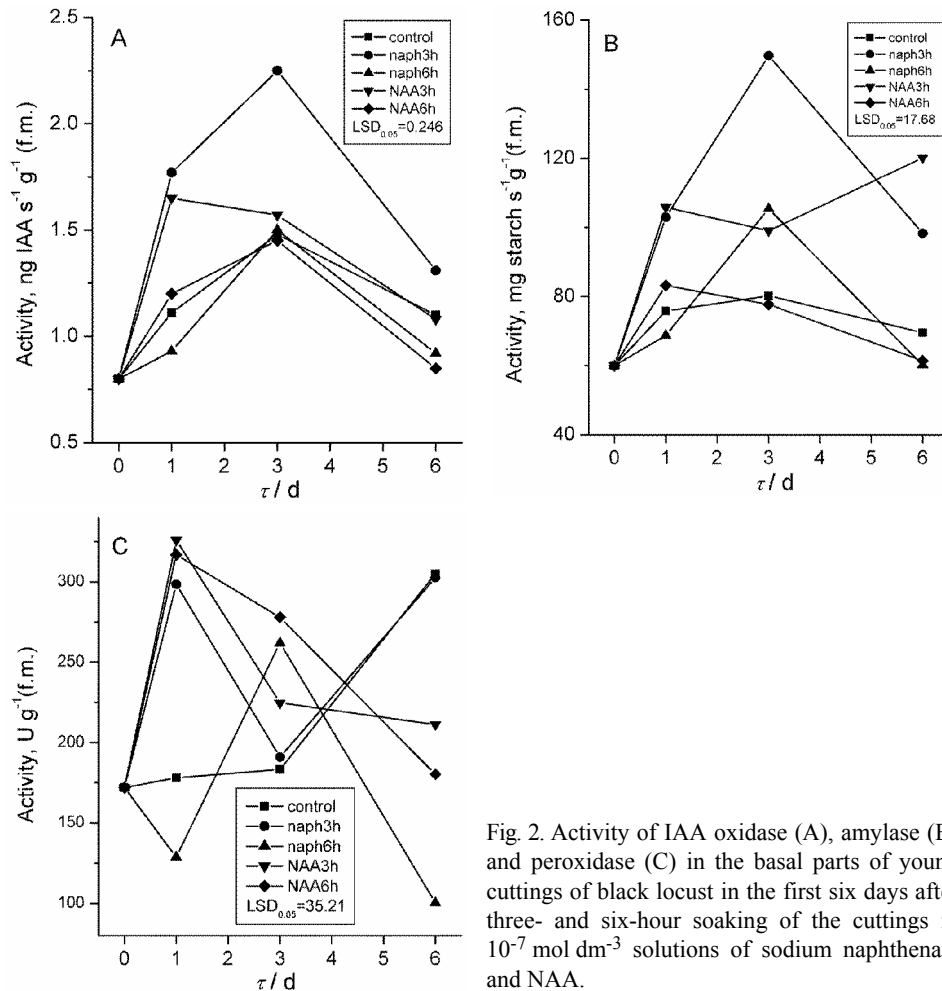 A
2.5
2.0
1.5
1.0
0.5
Activity, ng IAA s⁻¹ g⁻¹ (f.m.)
0 1 2 3 4 5 6
τ / d
control
naph3h
naph6h
NAA3h
NAA6h
LSD₀.₀₅=0.246
B
160
120
80
40
Activity, mg starch s⁻¹g⁻¹(f.m.)
0 1 2 3 4 5 6
τ / d
control
naph3h
naph6h
NAA3h
NAA6h
LSD₀.₀₅=17.68
C
300
250
200
150
100
Activity, U g⁻¹(f.m.)
0 1 2 3 4 5 6
τ / d
control
naph3h
naph6h
NAA3h
NAA6h
LSD₀.₀₅=35.21
Fig. 2. Activity of IAA oxidase (A), amylase (B
and peroxidase (C) in the basal parts of youn
cuttings of black locust in the first six days afte
three- and six-hour soaking of the cuttings
10⁻⁷ mol dm⁻³ solutions of sodium naphthena
and NAA.